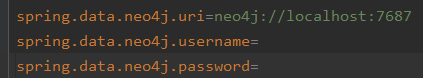 spring.data.neo4j.uri=neo4j://localhost:7687
spring.data.neo4j.username=
spring.data.neo4j.password=